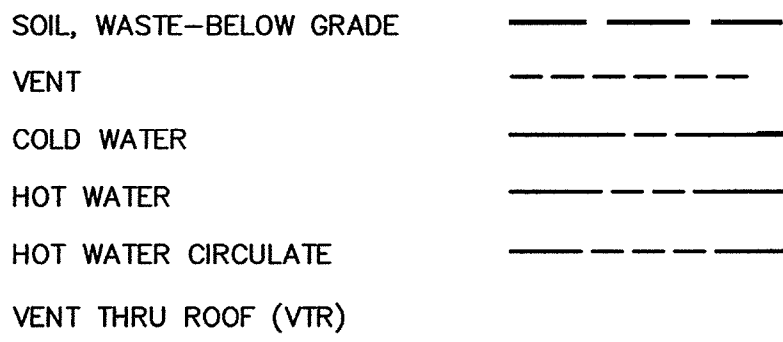 SOIL, WASTE-BELOW GRADE
VENT
COLD WATER
HOT WATER
HOT WATER CIRCULATE
VENT THRU ROOF (VTR)